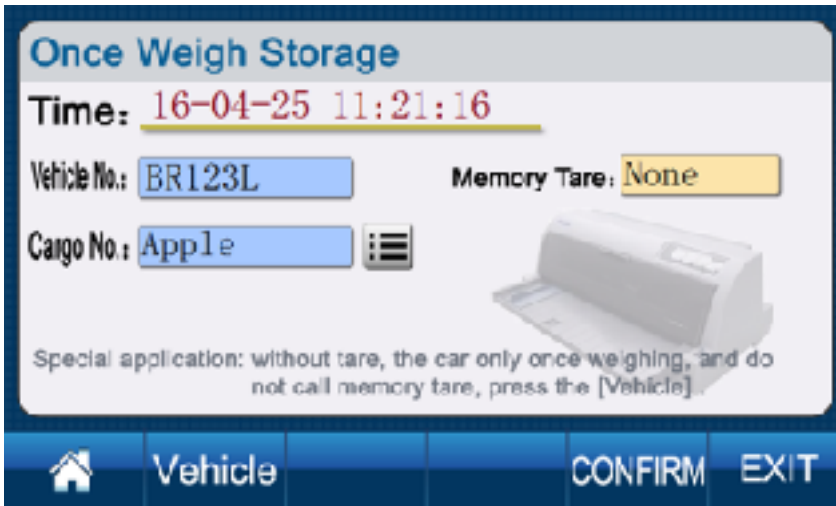 Once Weigh Storage
Time: 16-04-25 11:21:16
Vehicle No.: BR123L Memory Tare: None
Cargo No.: Apple
Special application: without tare, the car only once weighing, and do
not call memory tare, press the [Vehicle].
Vehicle CONFIRM EXIT